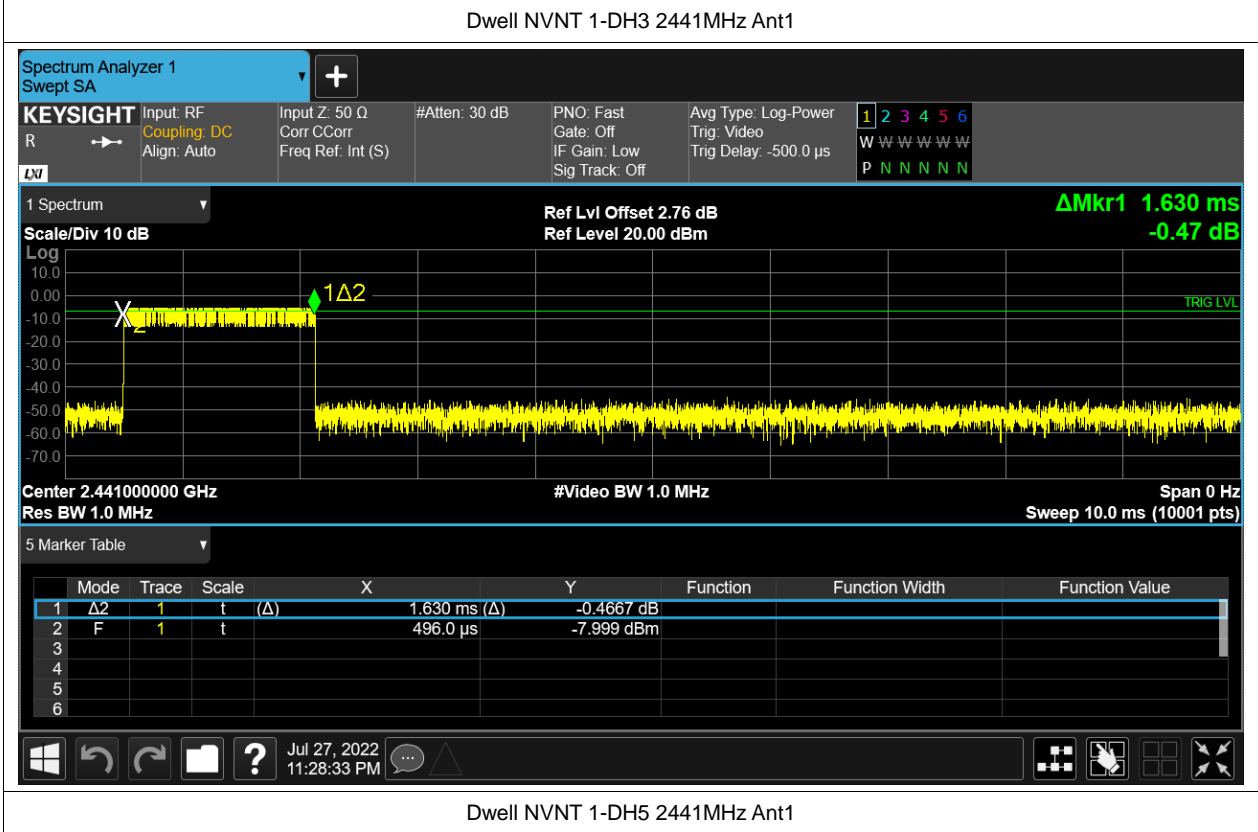 Dwell NVNT 1-DH3 2441MHz Ant1
Spectrum Analyzer 1
Swept SA
KEYSIGHT
R
LXI
Input: RF
Coupling: DC
Align: Auto
Input Z: 50 Ω
Corr CCorr
Freq Ref: Int (S)
#Atten: 30 dB
PNO: Fast
Gate: Off
IF Gain: Low
Sig Track: Off
Avg Type: Log-Power
Trig: Video
Trig Delay: -500.0 µs
1 2 3 4 5 6
W W W W W W
P N N N N N
1 Spectrum
Scale/Div 10 dB
Ref Lvl Offset 2.76 dB
Ref Level 20.00 dBm
ΔMkr1 1.630 ms
-0.47 dB
Log
10.0
0.00
-10.0
-20.0
-30.0
-40.0
-50.0
-60.0
-70.0
1Δ2
X
2
TRIG LVL
Center 2.441000000 GHz
#Video BW 1.0 MHz
Span 0 Hz
Res BW 1.0 MHz
Sweep 10.0 ms (10001 pts)
5 Marker Table
Mode Trace Scale X Y Function Function Width Function Value
1 Δ2 1 t (Δ) 1.630 ms (Δ) -0.4667 dB
2 F 1 t 496.0 µs -7.999 dBm
3
4
5
6
?
Jul 27, 2022
11:28:33 PM
Dwell NVNT 1-DH5 2441MHz Ant1